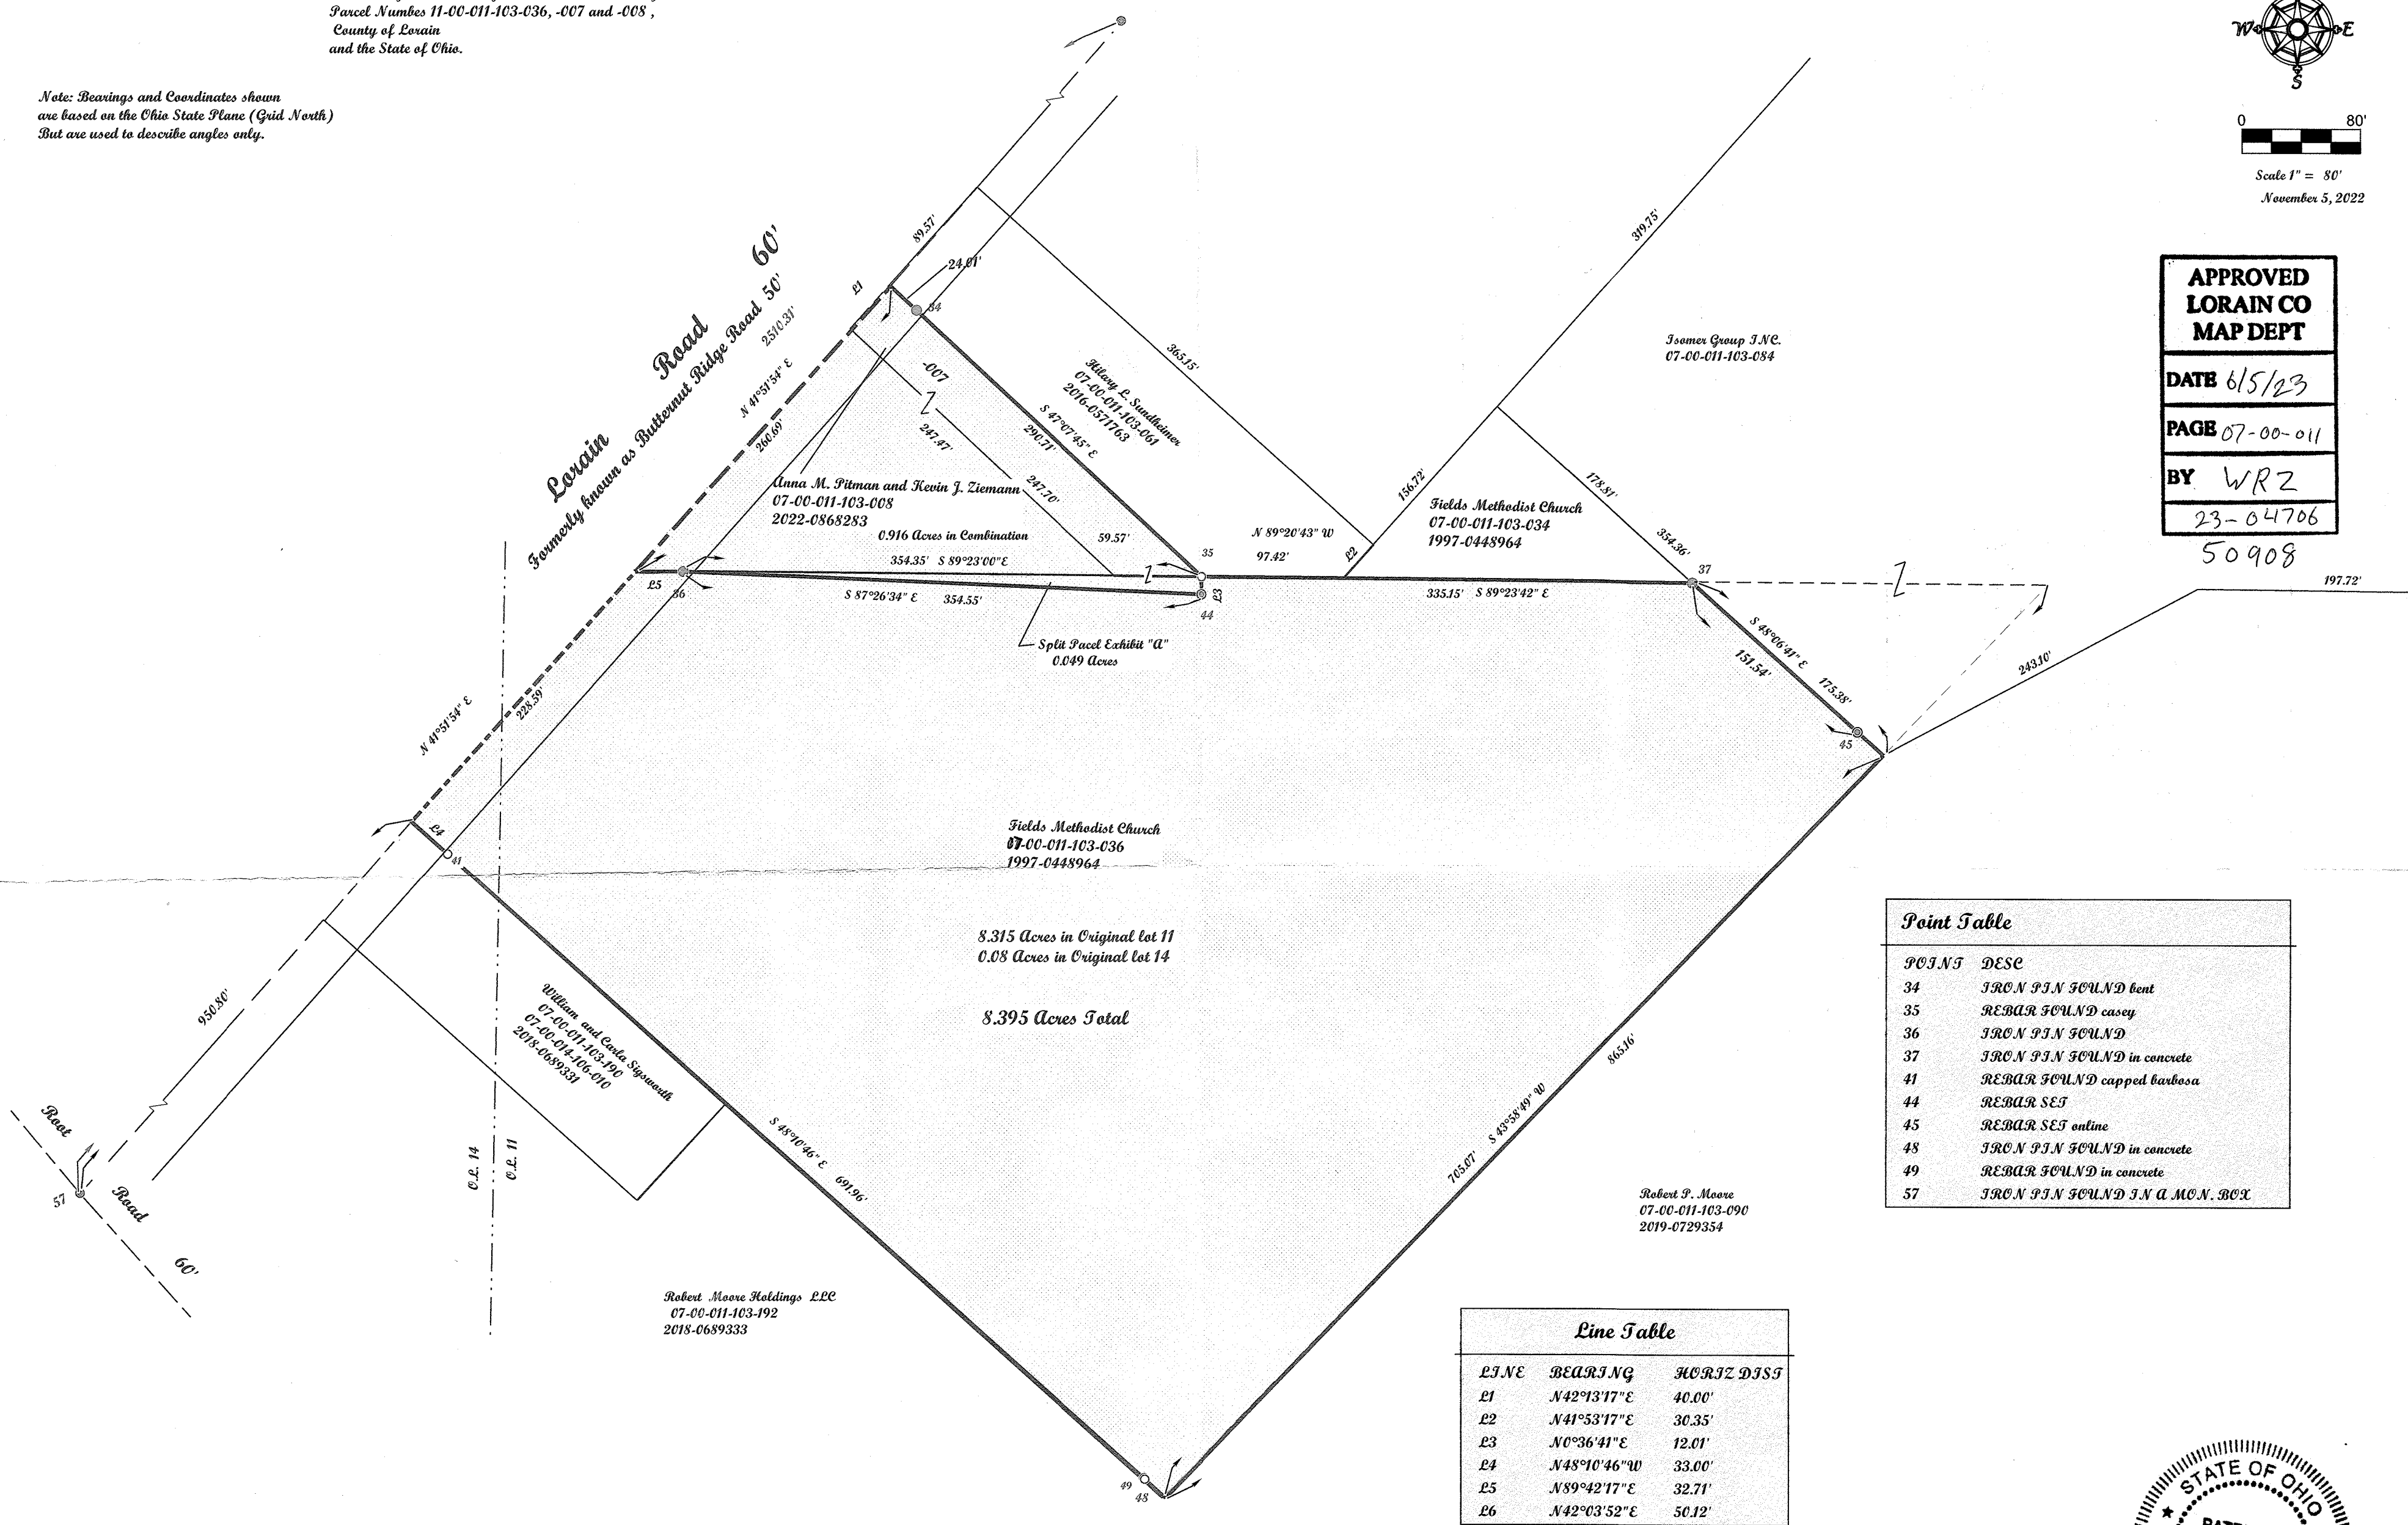 Parcel Numbes 11-00-011-103-036, -007 and -008 ,
County of Lorain
and the State of Ohio.
Note: Bearings and Coordinates shown
are based on the Ohio State Plane (Grid North)
But are used to describe angles only.
W E
S
0 80'
Scale 1" = 80'
November 5, 2022
APPROVED
LORAIN CO
MAP DEPT
DATE 6/5/23
PAGE 07-00-011
BY WRZ
23-04706
50908
Lorain Road 60'
Formerly known as Butternut Ridge Road 50'
2510.31'
N 41°51'54" E
260.69'
£1
89.57'
24.01'
34
-007
Z
247.47'
247.70'
Hilary L. Sundheimer
07-00-011-103-061
2016-0571763
S 47°07'45" E
290.71'
365.15'
319.75'
Isomer Group INC.
07-00-011-103-084
156.72'
178.81'
354.36'
Fields Methodist Church
07-00-011-103-034
1997-0448964
Anna M. Pitman and Kevin J. Ziemann
07-00-011-103-008
2022-0868283
0.916 Acres in Combination
59.57'
354.35' S 89°23'00"E
35
N 89°20'43" W
97.42'
L2
37
Z
197.72'
L5
36
S 87°26'34" E 354.55'
Z
L3
44
335.15' S 89°23'42" E
Split Pacel Exhibit "A"
0.049 Acres
S 48°06'41" E
151.54'
175.38'
45
243.10'
N 41°51'54" E
228.59'
L4
41
Fields Methodist Church
07-00-011-103-036
1997-0448964
8.315 Acres in Original lot 11
0.08 Acres in Original lot 14
8.395 Acres Total
950.80'
William and Carla Sigsworth
07-00-011-103-190
07-00-014-106-010
2018-0689331
Root Road 60'
57
O.L. 14
O.L. 11
S 48°10'46" E
691.96'
865.16'
S 43°58'49" W
705.07'
Robert P. Moore
07-00-011-103-090
2019-0729354
Robert Moore Holdings LLC
07-00-011-103-192
2018-0689333
49
48
Point Table
POINT DESC
34 IRON PIN FOUND bent
35 REBAR FOUND casey
36 IRON PIN FOUND
37 IRON PIN FOUND in concrete
41 REBAR FOUND capped barbosa
44 REBAR SET
45 REBAR SET online
48 IRON PIN FOUND in concrete
49 REBAR FOUND in concrete
57 IRON PIN FOUND IN A MON. BOX
Line Table
LINE BEARING HORIZ DIST
L1 N42°13'17"E 40.00'
L2 N41°53'17"E 30.35'
L3 N0°36'41"E 12.01'
L4 N48°10'46"W 33.00'
L5 N89°42'17"E 32.71'
L6 N42°03'52"E 50.12'
STATE OF OHIO